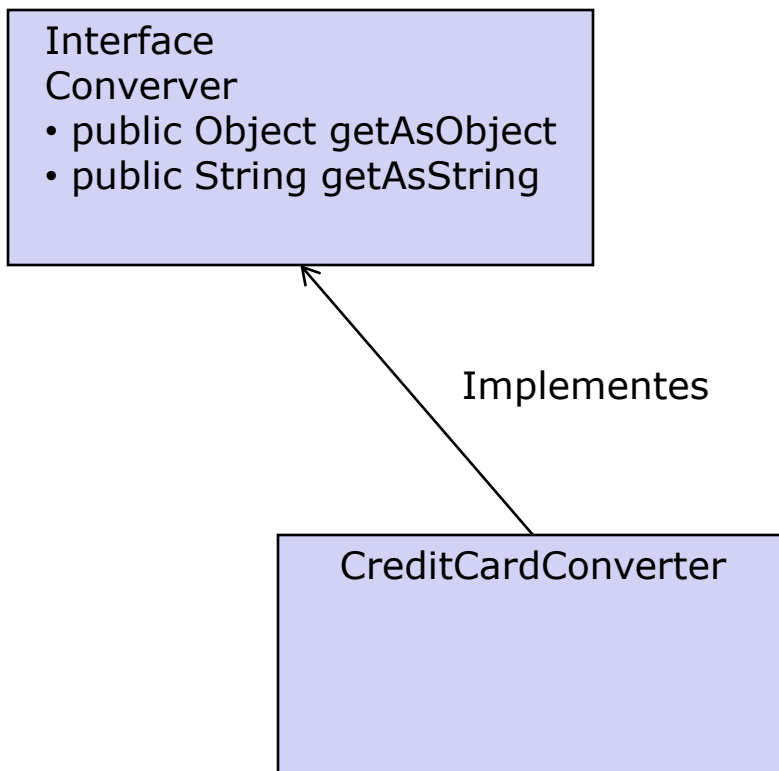 Interface
Converver
• public Object getAsObject
• public String getAsString
Implementes
CreditCardConverter